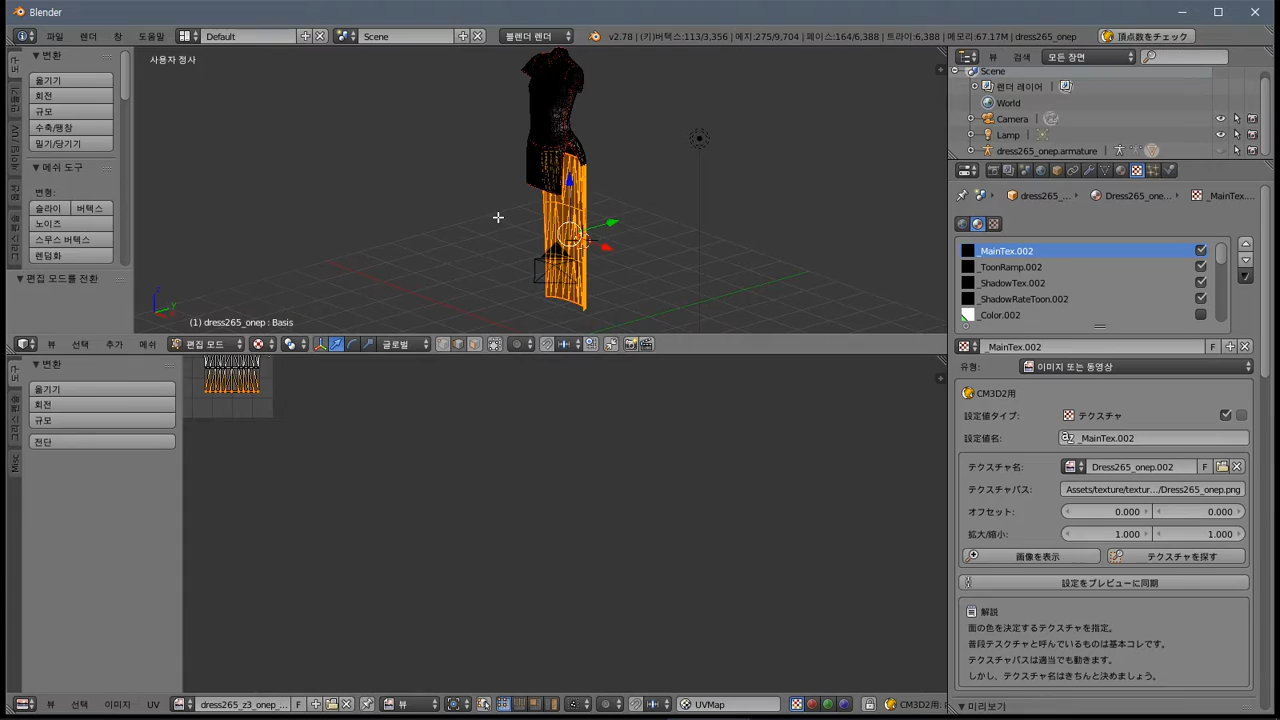 Blender
파일 렌더 창 도움말 Default Scene 블렌더 렌더 v2.78 | (키)버텍스:113/3,356 | 에지:275/9,704 | 페이스:164/6,388 | 트라이:6,388 | 메모리:67.17M | dress265_onep 頂点数をチェック
변환
옮기기
회전
규모
수축/팽창
밀기/당기기
메쉬 도구
변형:
슬라이 버텍스
노이즈
스무스 버텍스
렌덤화
편집 모드를 전환
사용자 정사
(1) dress265_onep : Basis
뷰 선택 추가 메쉬 편집 모드 글로벌
변환
옮기기
회전
규모
전단
Misc
뷰 선택 이미지 UV dress265_z3_onep_... 뷰 UVMap CM3D2用:
뷰 검색 모든 장면
Scene
렌더 레이어
World
Camera
Lamp
dress265_onep.armature
dress265_... Dress265_one... _MainTex....
_MainTex.002
_ToonRamp.002
_ShadowTex.002
_ShadowRateToon.002
_Color.002
_MainTex.002 F
유형: 이미지 또는 동영상
CM3D2用
設定値タイプ: テクスチャ
設定値名: _MainTex.002
テクスチャ名: Dress265_onep.002 F
テクスチャパス: Assets/texture/textur.../Dress265_onep.png
オフセット: 0.000 0.000
拡大/縮小: 1.000 1.000
画像を表示 テクスチャを探す
設定をプレビューに同期
解説
面の色を決定するテクスチャを指定。
普段テスクチャと呼んでいるものは基本コレです。
テクスチャパスは適当でも動きます。
しかし、テクスチャ名はきちんと決めましょう。
미리보기